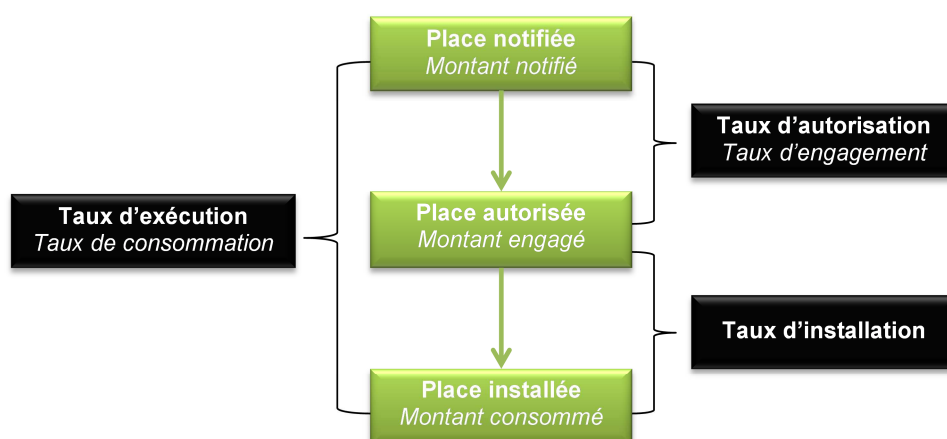 Place notifiée
Montant notifié
Taux d’autorisation
Taux d’engagement
Taux d’exécution
Taux de consommation
Place autorisée
Montant engagé
Taux d’installation
Place installée
Montant consommé